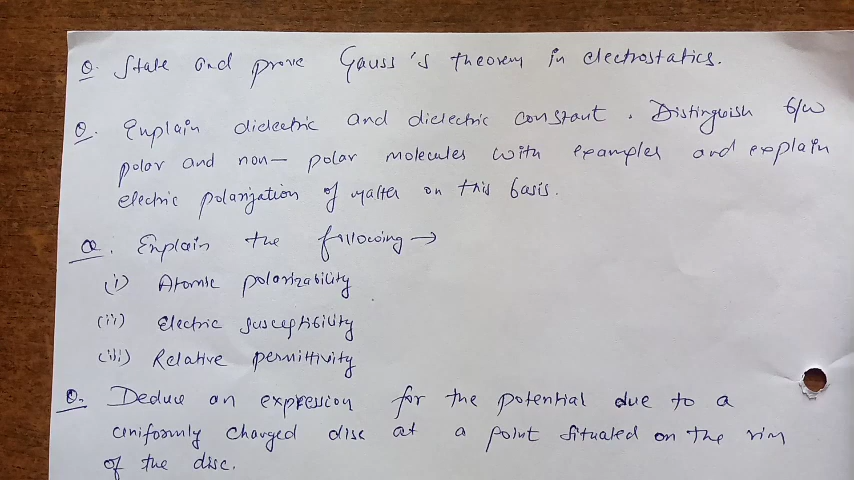 Q. State and prove Gauss's theorem in electrostatics.
Q. Explain dielectric and dielectric constant. Distinguish b/w
polar and non- polar molecules with examples and explain
electric polarization of matter on this basis.
Q. Explain the following →
(i) Atomic polarizability
(ii) Electric susceptibility
(iii) Relative permittivity
Q. Deduce an expression for the potential due to a
uniformly charged disc at a point situated on the rim
of the disc.